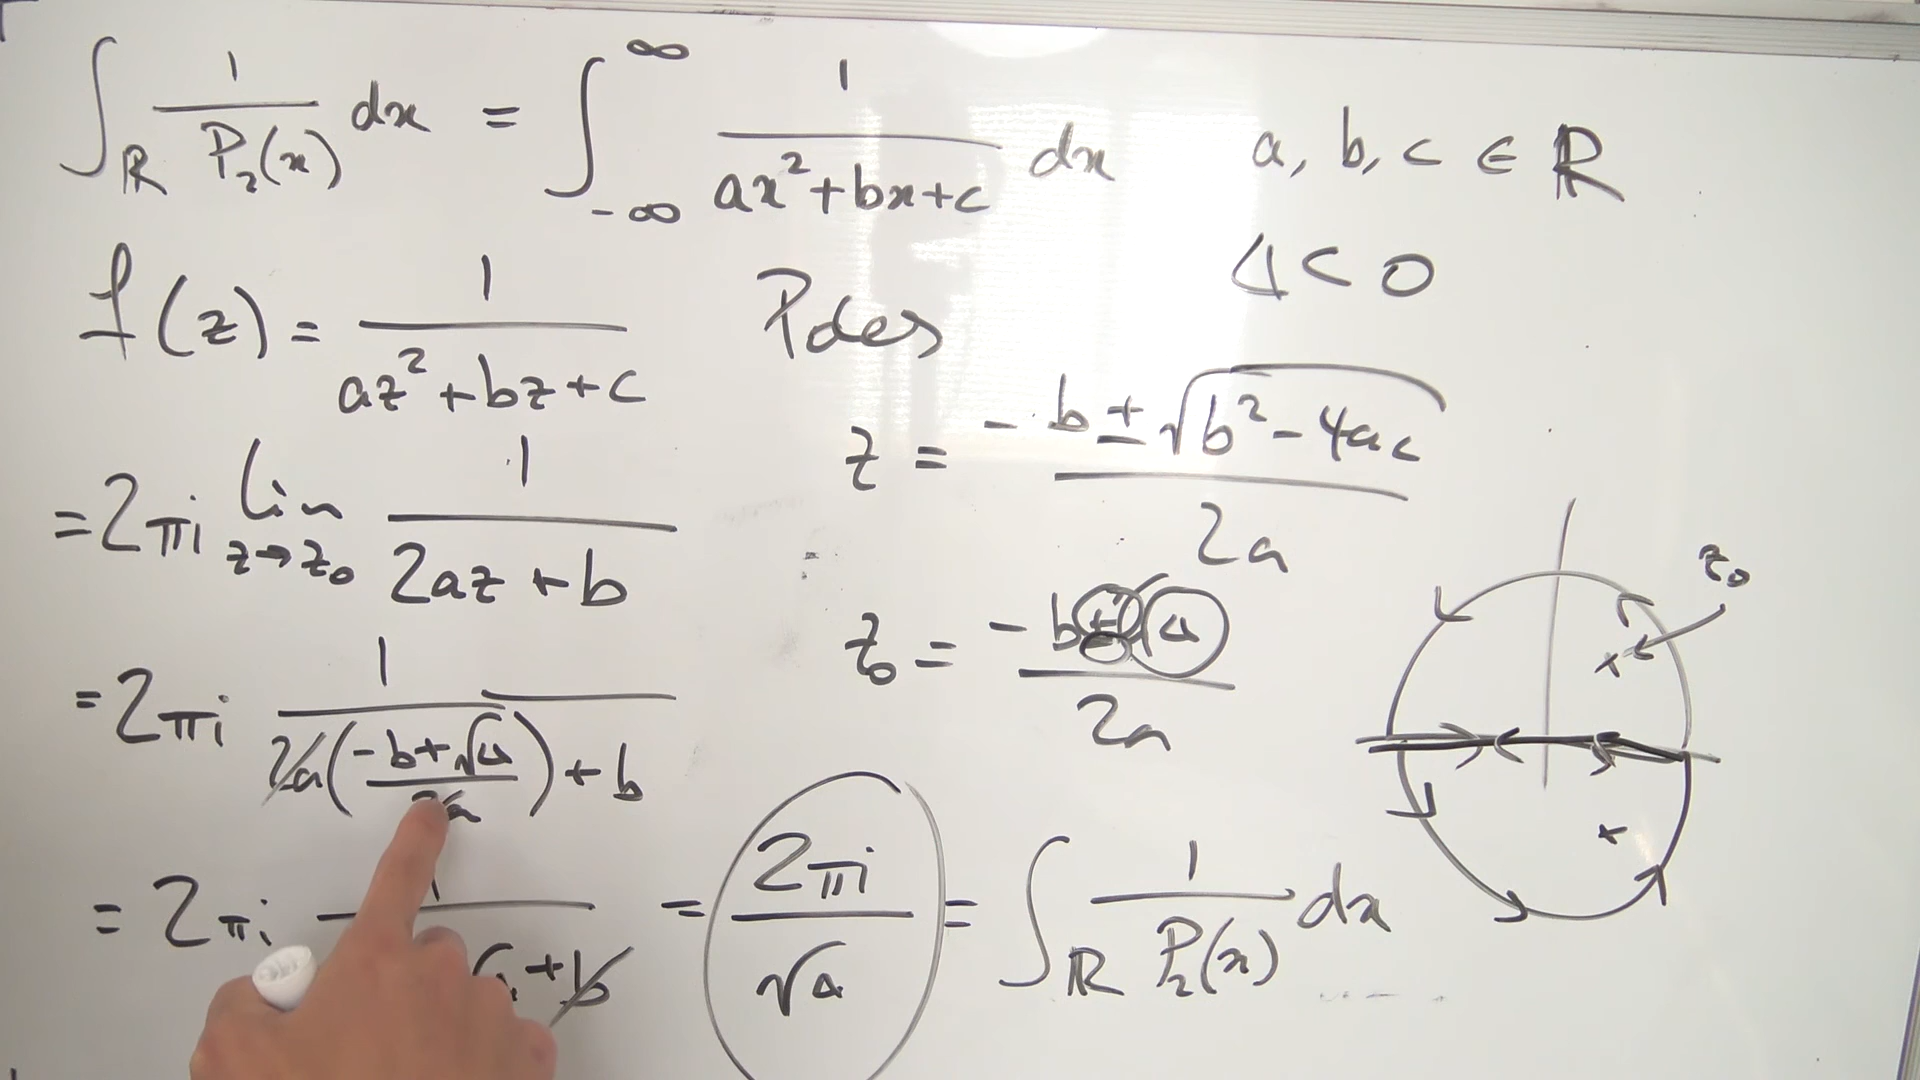 ∫_ℝ 1/P₂(x) dx = ∫_{-∞}^{∞} 1/(ax²+bx+c) dx a, b, c ∈ ℝ
Δ < 0
f(z) = 1/(az²+bz+c) Poles
z = (-b ± √(b²-4ac))/2a
= 2πi lim_{z→z₀} 1/(2az + b)
z₀ = (-b + √Δ)/2a
z₀
= 2πi 1/(2a((-b+√Δ)/2a) + b)
= 2πi 1/(+b) = 2πi/√Δ = ∫_ℝ 1/P₂(x) dx